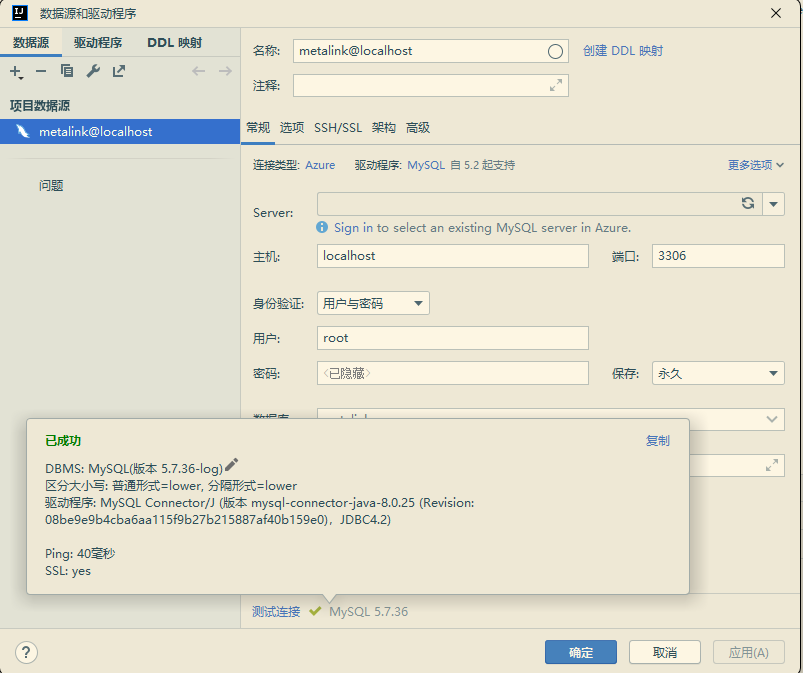 IJ 数据源和驱动程序
数据源 驱动程序 DDL 映射
项目数据源
metalink@localhost
问题
名称: metalink@localhost 创建 DDL 映射
注释:
常规 选项 SSH/SSL 架构 高级
连接类型: Azure 驱动程序: MySQL 自 5.2 起支持 更多选项
Server:
Sign in to select an existing MySQL server in Azure.
主机: localhost 端口: 3306
身份验证: 用户与密码
用户: root
密码: <已隐藏> 保存: 永久
已成功 复制
DBMS: MySQL(版本 5.7.36-log)
区分大小写: 普通形式=lower, 分隔形式=lower
驱动程序: MySQL Connector/J (版本 mysql-connector-java-8.0.25 (Revision:
08be9e9b4cba6aa115f9b27b215887af40b159e0)，JDBC4.2)
Ping: 40毫秒
SSL: yes
测试连接 MySQL 5.7.36
? 确定 取消 应用(A)